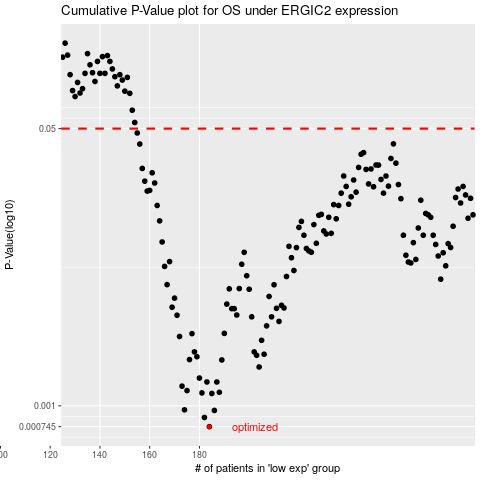 Cumulative P-Value plot for OS under ERGIC2 expression
P-Value(log10)
0.05
0.001
0.000745
optimized
00 120 140 160 180
# of patients in 'low exp' group